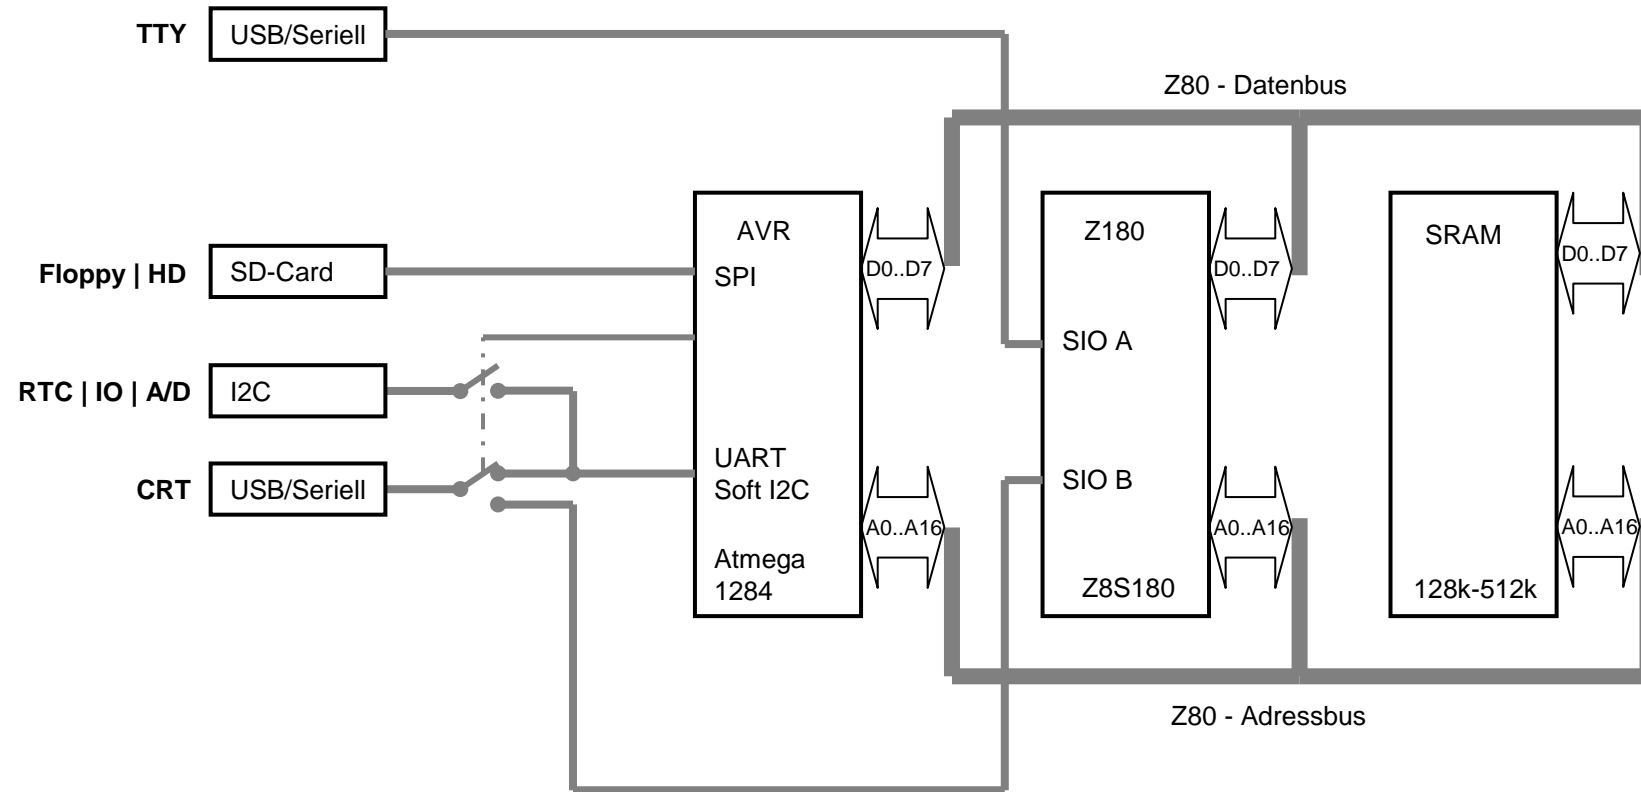 TTY
USB/Seriell
Z80 - Datenbus
AVR
SPI
D0..D7
Z180
D0..D7
SRAM
D0..D7
Floppy | HD
SD-Card
SIO A
RTC | IO | A/D
I2C
UART
Soft I2C
SIO B
CRT
USB/Seriell
A0..A16
A0..A16
A0..A16
Atmega
1284
Z8S180
128k-512k
Z80 - Adressbus